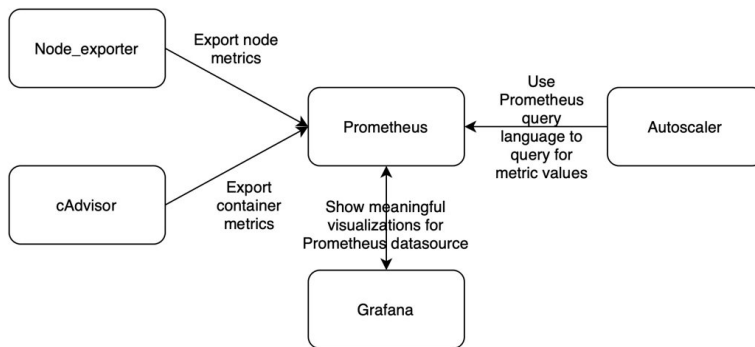 Node_exporter
Export node
metrics
Prometheus
Use
Prometheus
query
language to
query for
metric values
Autoscaler
cAdvisor
Export
container
metrics
Show meaningful
visualizations for
Prometheus datasource
Grafana